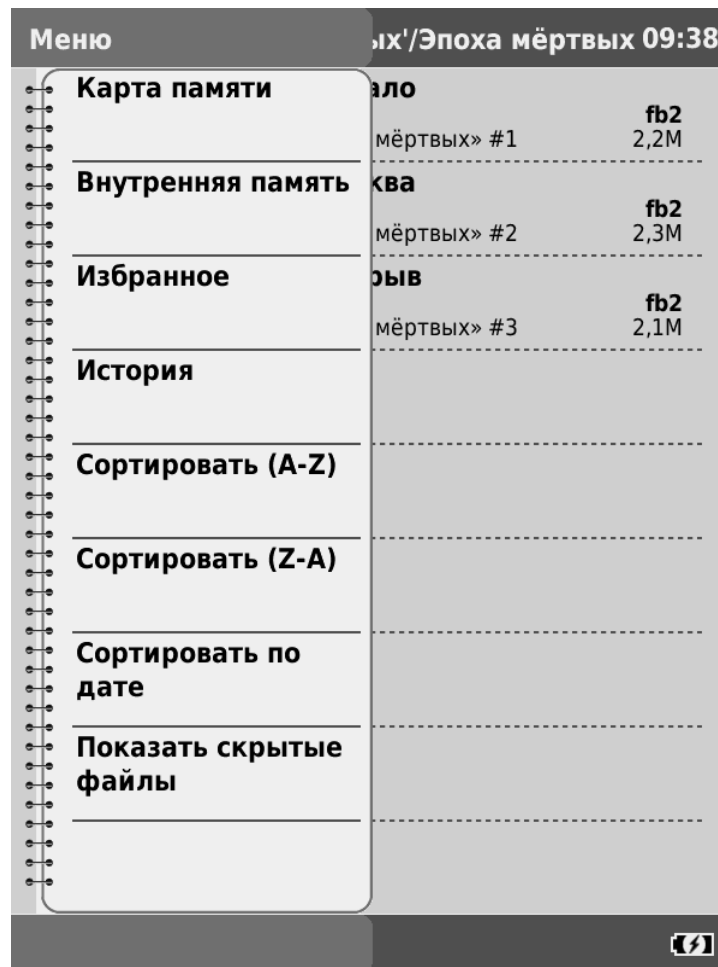 Меню
ых'/Эпоха мёртвых 09:38
Карта памяти
ало
fb2
мёртвых» #1 2,2M
Внутренняя память
ква
fb2
мёртвых» #2 2,3M
Избранное
рыв
fb2
мёртвых» #3 2,1M
История
Сортировать (A-Z)
Сортировать (Z-A)
Сортировать по
дате
Показать скрытые
файлы